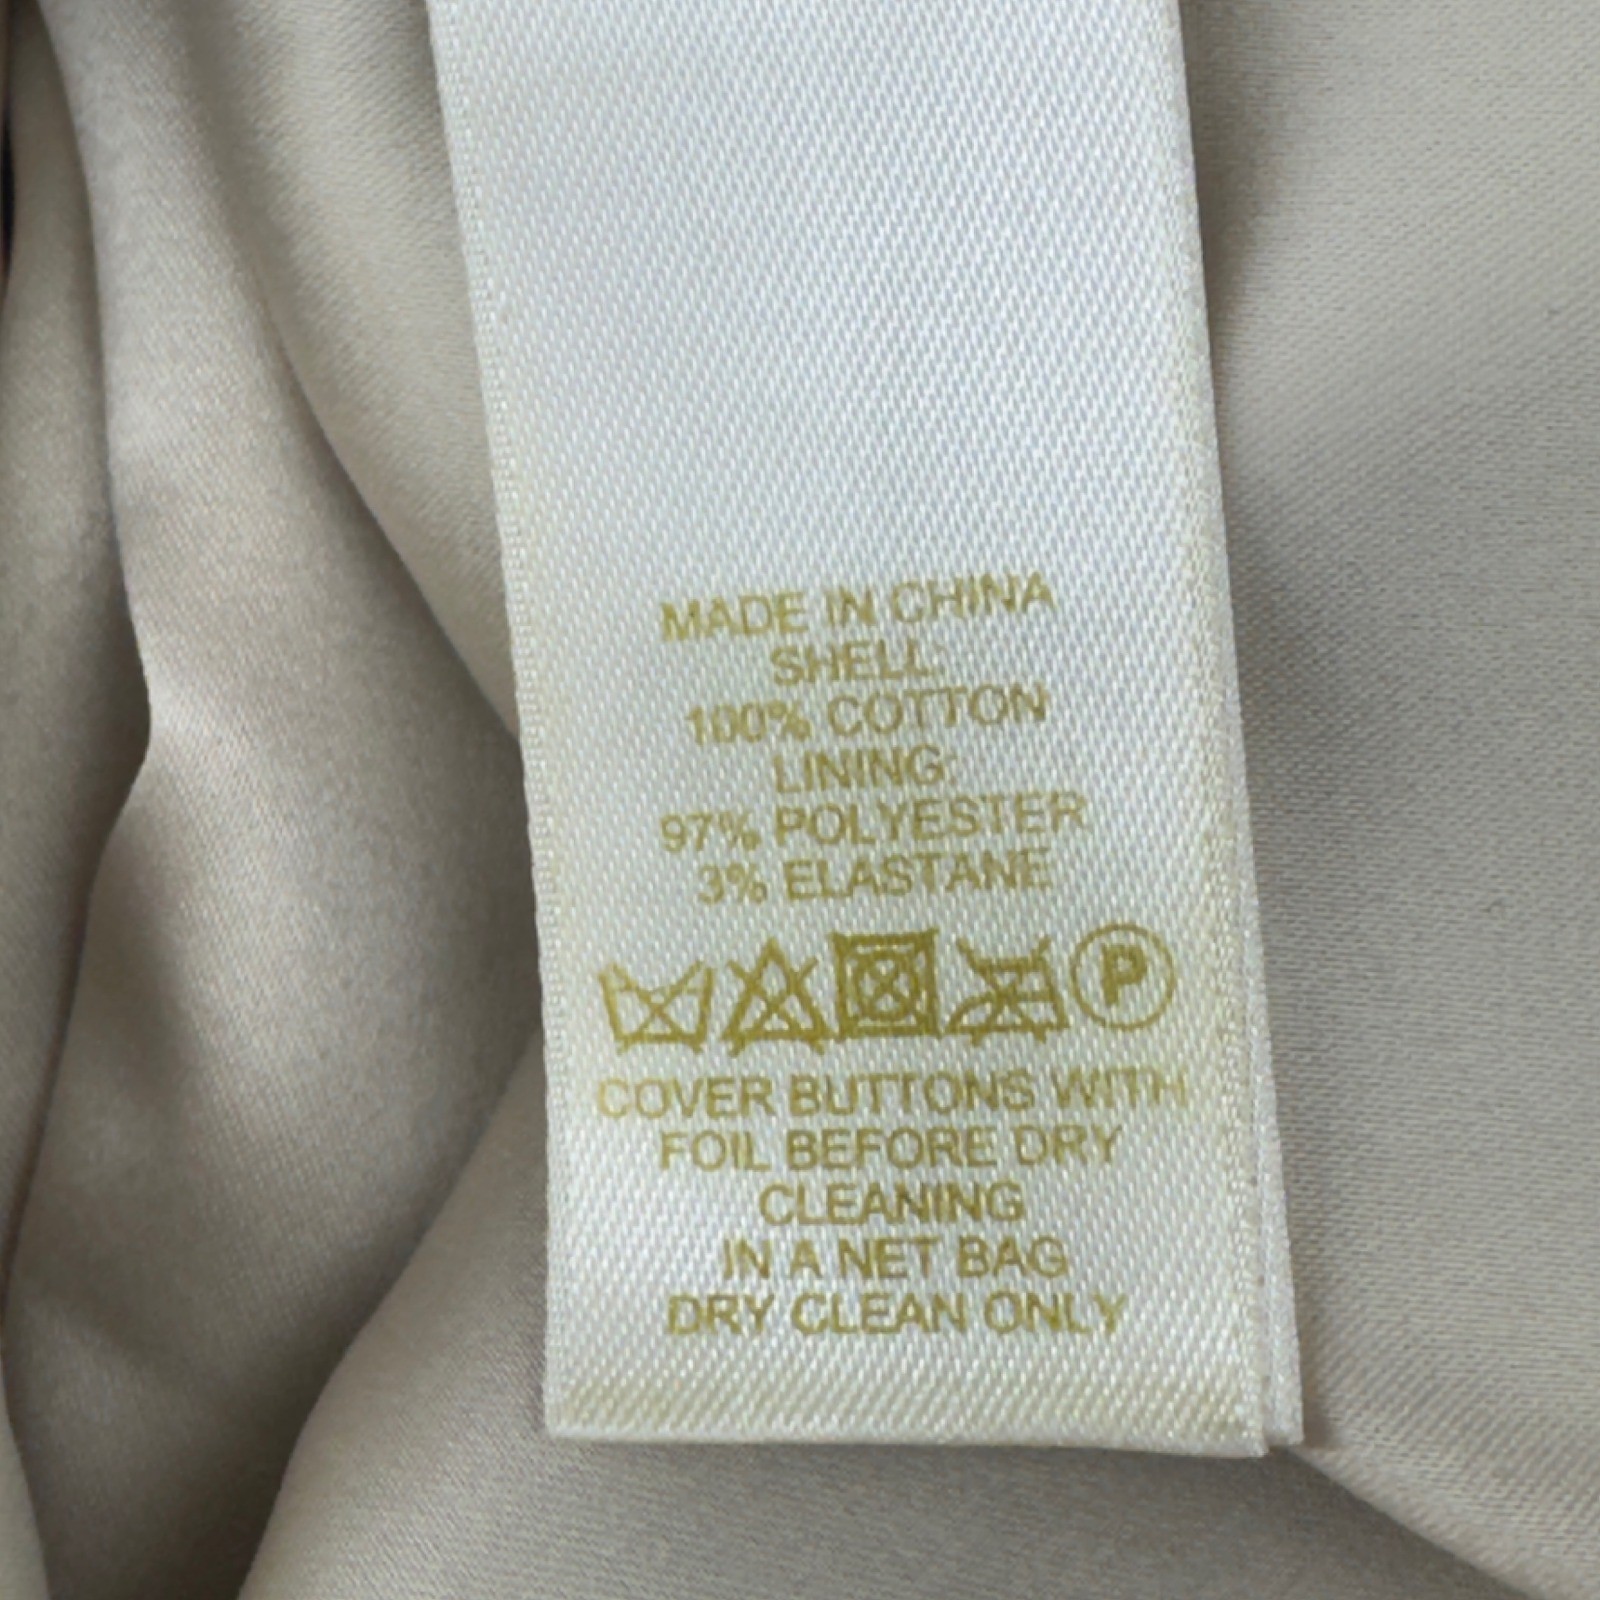 MADE IN CHINA
SHELL:
100% COTTON
LINING:
97% POLYESTER
3% ELASTANE
P
COVER BUTTONS WITH
FOIL BEFORE DRY
CLEANING
IN A NET BAG
DRY CLEAN ONLY